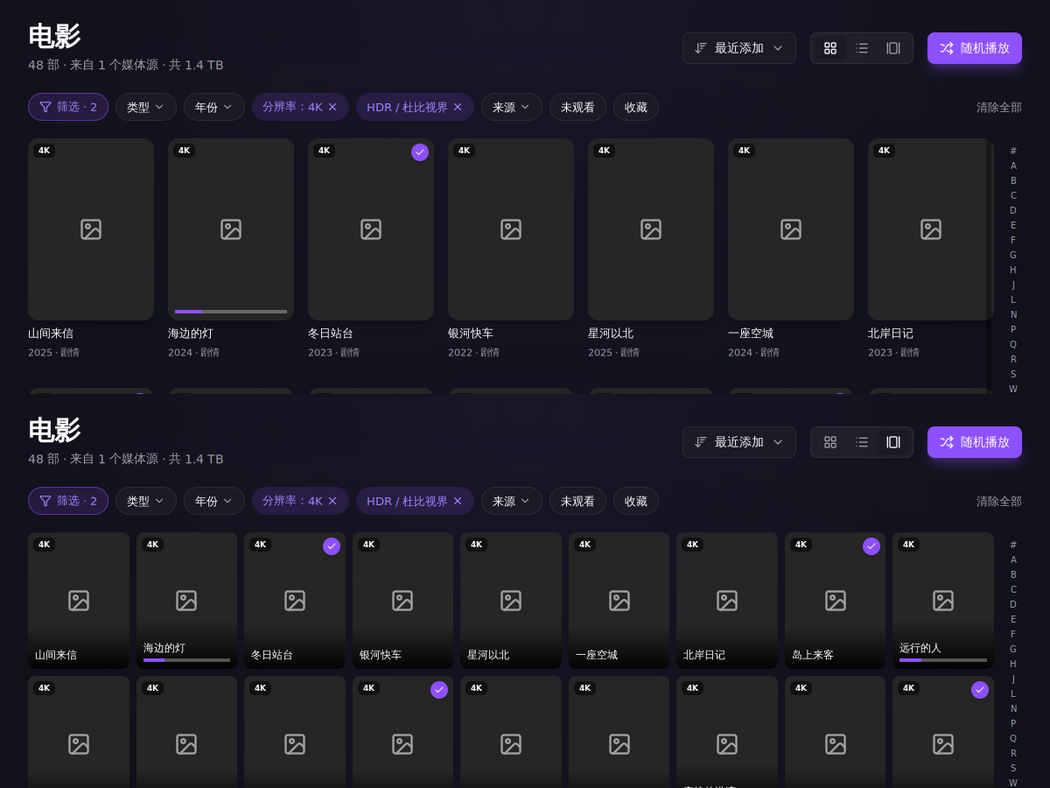 电影
48 部 · 来自 1 个媒体源 · 共 1.4 TB
最近添加
随机播放
筛选 · 2
类型
年份
分辨率：4K
HDR / 杜比视界
来源
未观看
收藏
清除全部
4K
4K
4K
4K
4K
4K
4K
山间来信
海边的灯
冬日站台
银河快车
星河以北
一座空城
北岸日记
2025 · 剧情
2024 · 剧情
2023 · 剧情
2022 · 剧情
2025 · 剧情
2024 · 剧情
2023 · 剧情
#
A
B
C
D
E
F
G
H
J
L
N
P
Q
R
S
W
电影
48 部 · 来自 1 个媒体源 · 共 1.4 TB
最近添加
随机播放
筛选 · 2
类型
年份
分辨率：4K
HDR / 杜比视界
来源
未观看
收藏
清除全部
4K
4K
4K
4K
4K
4K
4K
4K
4K
山间来信
海边的灯
冬日站台
银河快车
星河以北
一座空城
北岸日记
岛上来客
远行的人
4K
4K
4K
4K
4K
4K
4K
4K
4K
#
A
B
C
D
E
F
G
H
J
L
N
P
Q
R
S
W